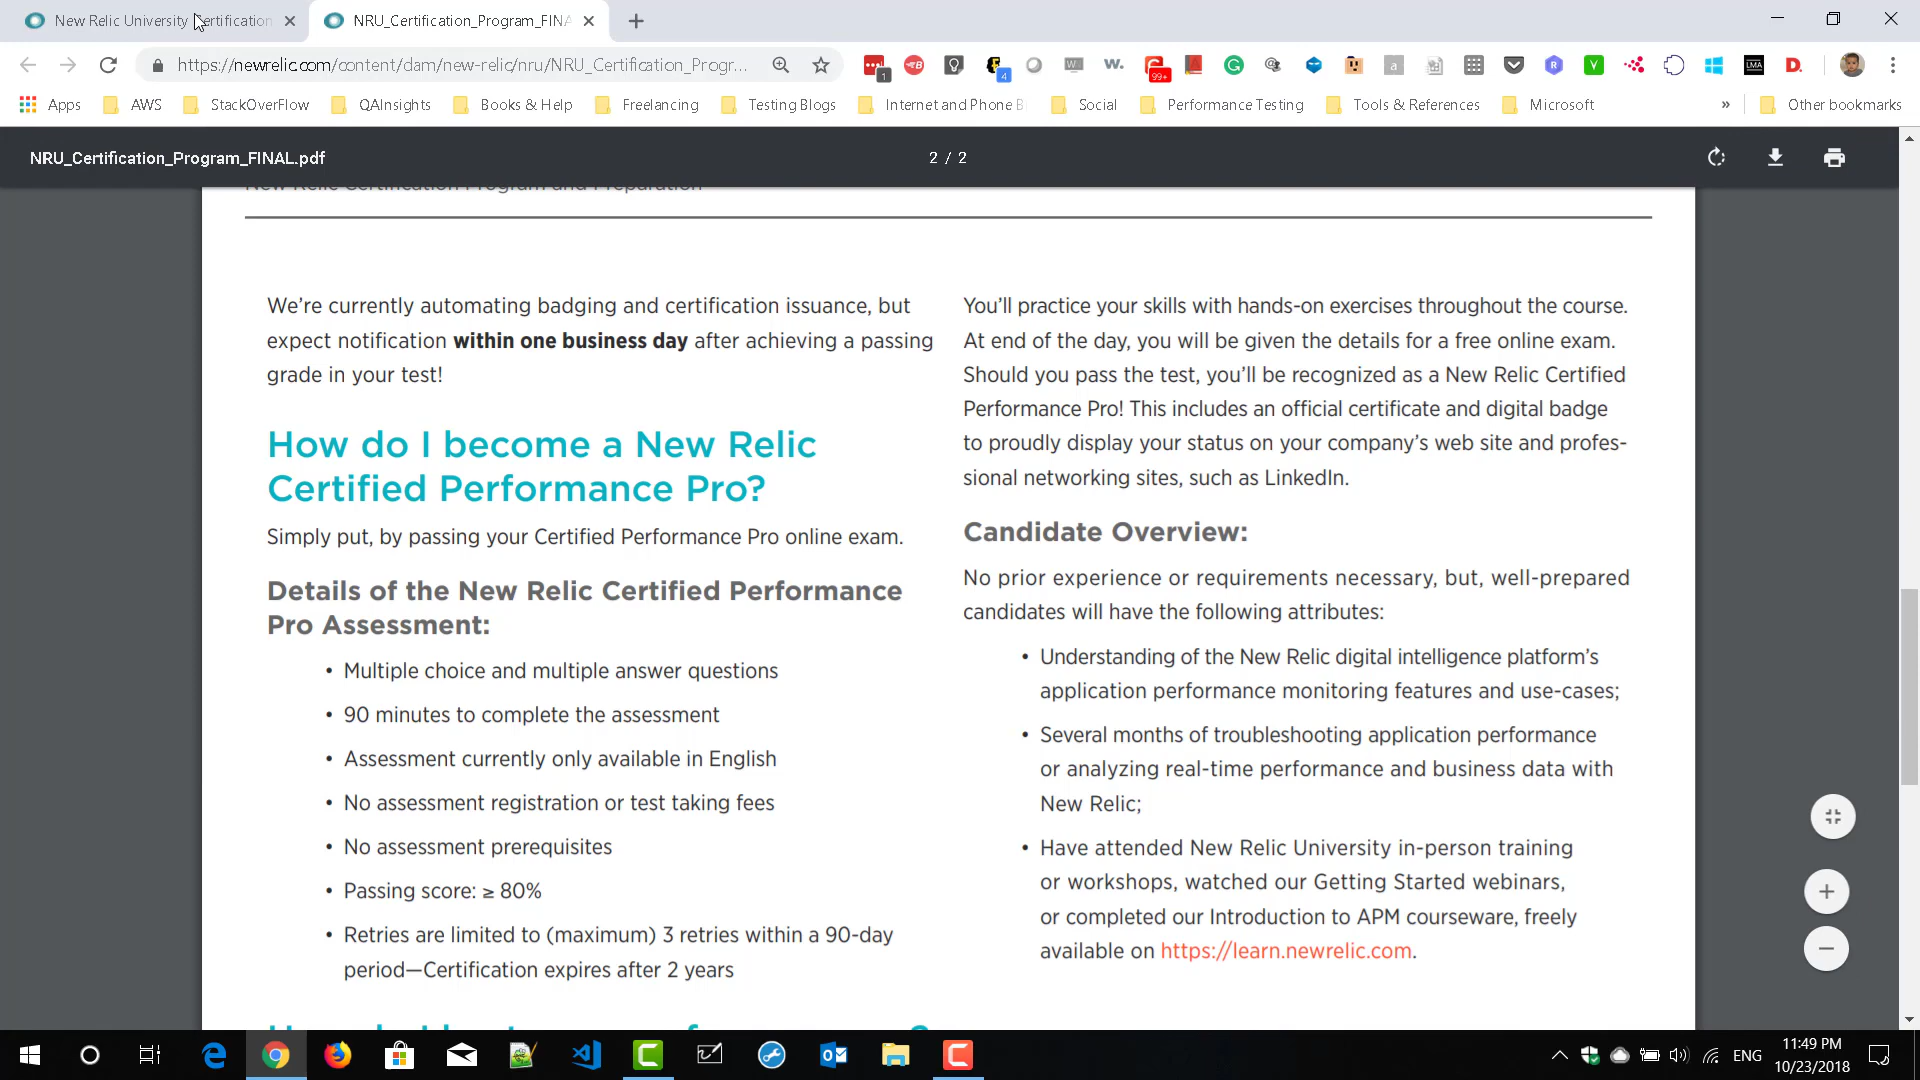 New Relic University Certification
NRU_Certification_Program_FINA
https://newrelic.com/content/dam/new-relic/nru/NRU_Certification_Progr...
1
4
99+
LMA
Apps
AWS
StackOverFlow
QAInsights
Books & Help
Freelancing
Testing Blogs
Internet and Phone B
Social
Performance Testing
Tools & References
Microsoft
»
Other bookmarks
NRU_Certification_Program_FINAL.pdf
2 / 2
New Relic Certification Program and Preparation
We're currently automating badging and certification issuance, but
expect notification within one business day after achieving a passing
grade in your test!
How do I become a New Relic
Certified Performance Pro?
Simply put, by passing your Certified Performance Pro online exam.
Details of the New Relic Certified Performance
Pro Assessment:
• Multiple choice and multiple answer questions
• 90 minutes to complete the assessment
• Assessment currently only available in English
• No assessment registration or test taking fees
• No assessment prerequisites
• Passing score: ≥ 80%
• Retries are limited to (maximum) 3 retries within a 90-day
period—Certification expires after 2 years
You'll practice your skills with hands-on exercises throughout the course.
At end of the day, you will be given the details for a free online exam.
Should you pass the test, you'll be recognized as a New Relic Certified
Performance Pro! This includes an official certificate and digital badge
to proudly display your status on your company's web site and profes-
sional networking sites, such as LinkedIn.
Candidate Overview:
No prior experience or requirements necessary, but, well-prepared
candidates will have the following attributes:
• Understanding of the New Relic digital intelligence platform's
application performance monitoring features and use-cases;
• Several months of troubleshooting application performance
or analyzing real-time performance and business data with
New Relic;
• Have attended New Relic University in-person training
or workshops, watched our Getting Started webinars,
or completed our Introduction to APM courseware, freely
available on https://learn.newrelic.com.
ENG
11:49 PM
10/23/2018